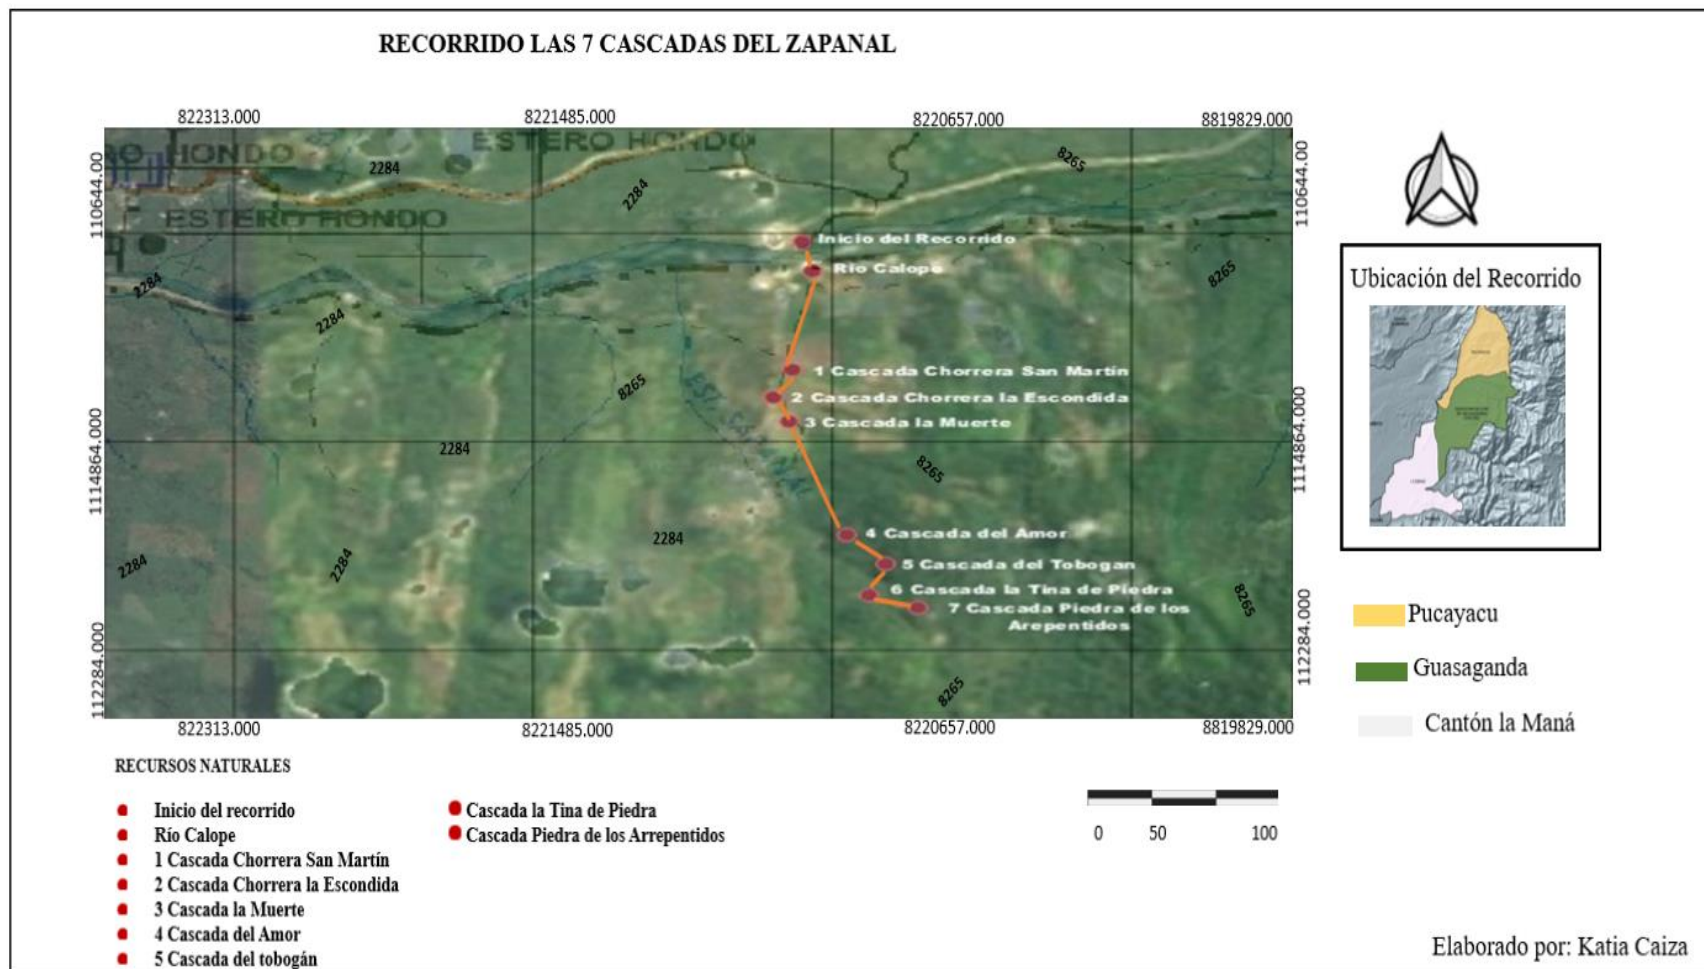 RECORRIDO LAS 7 CASCADAS DEL ZAPANAL
822313.000
8221485.000
8220657.000
8819829.000
RO HONDO
ESTERO HONDO
2284
2284
8265
110644.00
110644.00
ESTERO HONDO
Inicio del Recorrido
Río Calope
2284
8265
2284
8265
1 Cascada Chorrera San Martín
2 Cascada Chorrera la Escondida
3 Cascada la Muerte
1114864.000
1114864.000
2284
8265
2284
4 Cascada del Amor
2284
2284
5 Cascada del Tobogan
6 Cascada la Tina de Piedra
7 Cascada Piedra de los
Arepentidos
8265
112284.000
112284.000
8265
822313.000
8221485.000
8220657.000
8819829.000
Ubicación del Recorrido
Pucayacu
Guasaganda
Cantón la Maná
RECURSOS NATURALES
Inicio del recorrido
Río Calope
1 Cascada Chorrera San Martín
2 Cascada Chorrera la Escondida
3 Cascada la Muerte
4 Cascada del Amor
5 Cascada del tobogán
Cascada la Tina de Piedra
Cascada Piedra de los Arrepentidos
0 50 100
Elaborado por: Katia Caiza